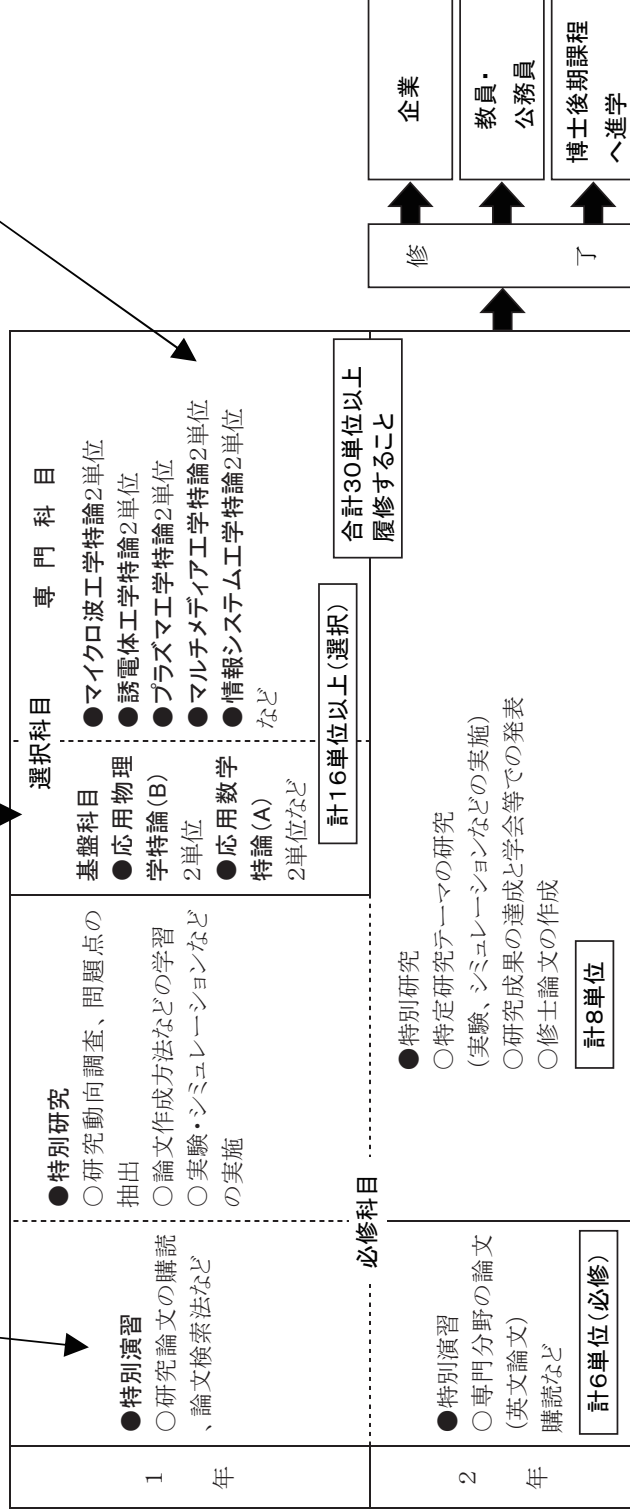 1
年
●特別演習
○研究論文の購読
、論文検索法など
●特別研究
○研究動向調査、問題点の
抽出
○論文作成方法などの学習
○実験・シミュレーションなど
の実施
選択科目
基盤科目
●応用物理
学特論(B)
2単位
●応用数学
特論(A)
2単位など
専門科目
●マイクロ波工学特論2単位
●誘電体工学特論2単位
●プラズマ工学特論2単位
●マルチメディア工学特論2単位
●情報システム工学特論2単位
など
計16単位以上(選択)
合計30単位以上
履修すること
必修科目
2
年
●特別演習
○専門分野の論文
(英文論文)
購読など
計6単位(必修)
●特別研究
○特定研究テーマの研究
(実験、シミュレーションなどの実施)
○研究成果の達成と学会等での発表
○修士論文の作成
計8単位
修
了
企業
教員・
公務員
博士後期課程
へ進学